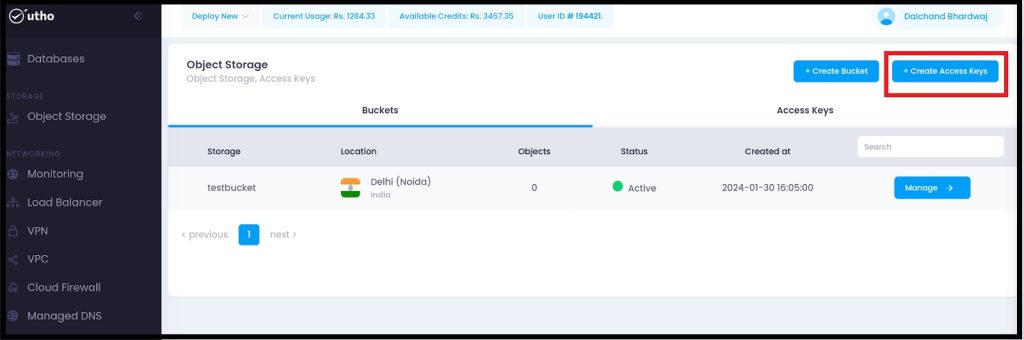 utho
Deploy New
Current Usage: Rs. 1284.33
Available Credits: Rs. 3467.35
User ID # 194421.
Dalchand Bhardwaj
Databases
STORAGE
Object Storage
NETWORKING
Monitoring
Load Balancer
VPN
VPC
Cloud Firewall
Managed DNS
Object Storage
Object Storage, Access Keys
+ Create Bucket
+ Create Access Keys
Buckets
Access Keys
Storage
Location
Objects
Status
Created at
Search
testbucket
Delhi (Noida)
India
0
Active
2024-01-30 16:05:00
Manage →
< previous
1
next >